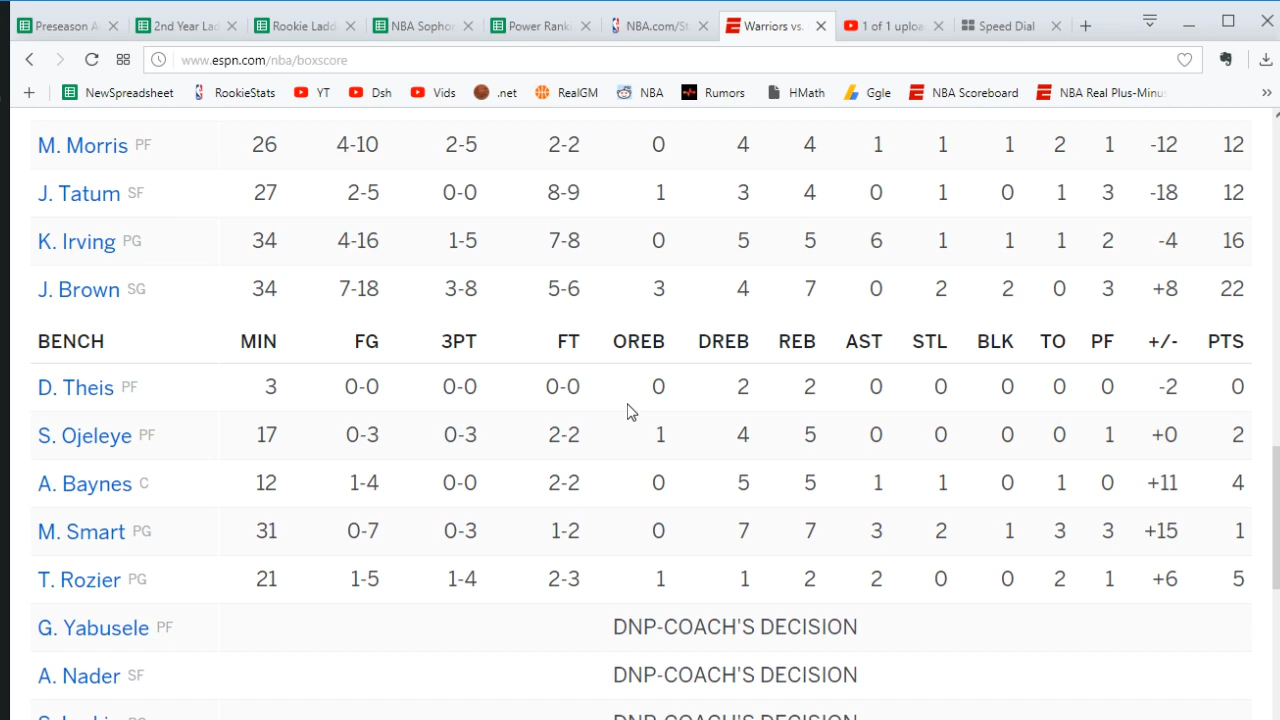 Preseason A 2nd Year Lad Rookie Ladd NBA Sopho Power Rank NBA.com/St Warriors vs. 1 of 1 uploa Speed Dial
www.espn.com/nba/boxscore
NewSpreadsheet RookieStats YT Dsh Vids .net RealGM NBA Rumors HMath Ggle NBA Scoreboard NBA Real Plus-Minu
M. Morris PF 26 4-10 2-5 2-2 0 4 4 1 1 1 2 1 -12 12
J. Tatum SF 27 2-5 0-0 8-9 1 3 4 0 1 0 1 3 -18 12
K. Irving PG 34 4-16 1-5 7-8 0 5 5 6 1 1 1 2 -4 16
J. Brown SG 34 7-18 3-8 5-6 3 4 7 0 2 2 0 3 +8 22
BENCH MIN FG 3PT FT OREB DREB REB AST STL BLK TO PF +/- PTS
D. Theis PF 3 0-0 0-0 0-0 0 2 2 0 0 0 0 0 -2 0
S. Ojeleye PF 17 0-3 0-3 2-2 1 4 5 0 0 0 0 1 +0 2
A. Baynes C 12 1-4 0-0 2-2 0 5 5 1 1 0 1 0 +11 4
M. Smart PG 31 0-7 0-3 1-2 0 7 7 3 2 1 3 3 +15 1
T. Rozier PG 21 1-5 1-4 2-3 1 1 2 2 0 0 2 1 +6 5
G. Yabusele PF DNP-COACH'S DECISION
A. Nader SF DNP-COACH'S DECISION
DNP-COACH'S DECISION